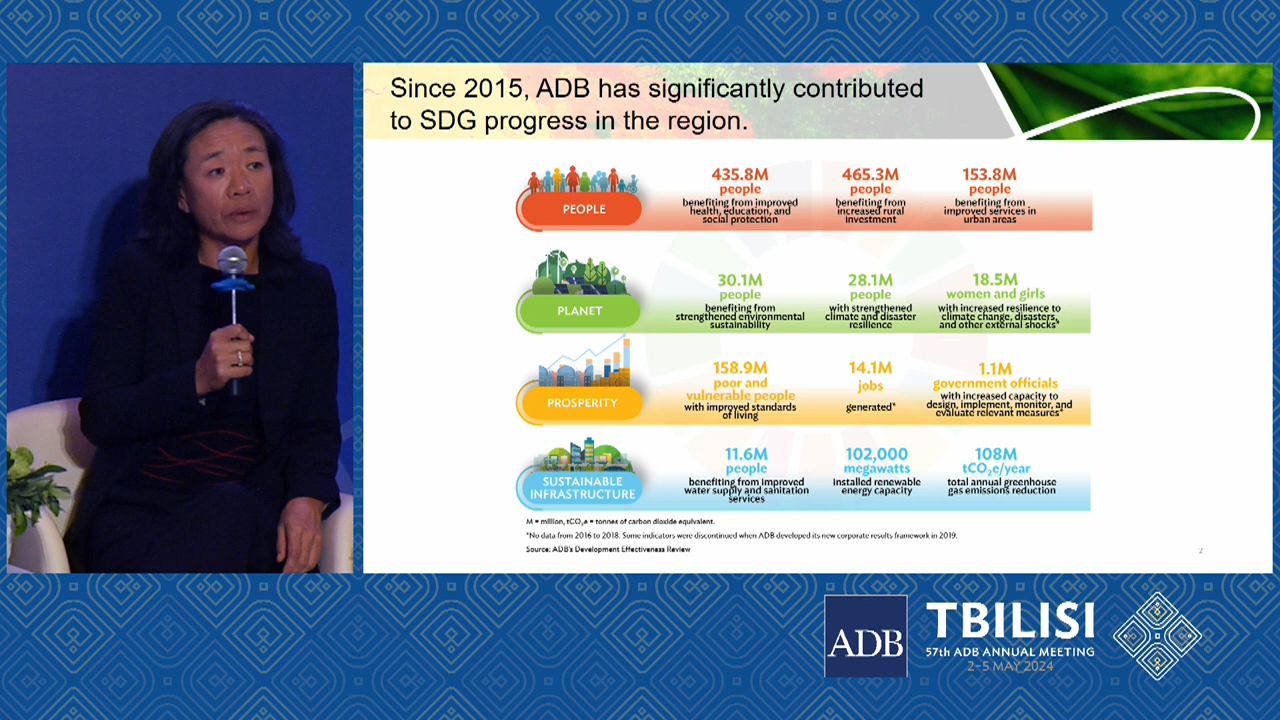 Since 2015, ADB has significantly contributed
to SDG progress in the region.
PEOPLE
435.8M
people
benefiting from improved
health, education, and
social protection
465.3M
people
benefiting from
increased rural
investment
153.8M
people
benefiting from
improved services in
urban areas
PLANET
30.1M
people
benefiting from
strengthened environmental
sustainability
28.1M
people
with strengthened
climate and disaster
resilience
18.5M
women and girls
with increased resilience to
climate change, disasters,
and other external shocks*
PROSPERITY
158.9M
poor and
vulnerable people
with improved standards
of living
14.1M
jobs
generated*
1.1M
government officials
with increased capacity to
design, implement, monitor, and
evaluate relevant measures*
SUSTAINABLE
INFRASTRUCTURE
11.6M
people
benefiting from improved
water supply and sanitation
services
102,000
megawatts
installed renewable
energy capacity
108M
tCO₂e/year
total annual greenhouse
gas emissions reduction
M = million, tCO₂e = tonnes of carbon dioxide equivalent.
*No data from 2016 to 2018. Some indicators were discontinued when ADB developed its new corporate results framework in 2019.
Source: ADB's Development Effectiveness Review
2
ADB
TBILISI
57th ADB ANNUAL MEETING
2–5 MAY 2024